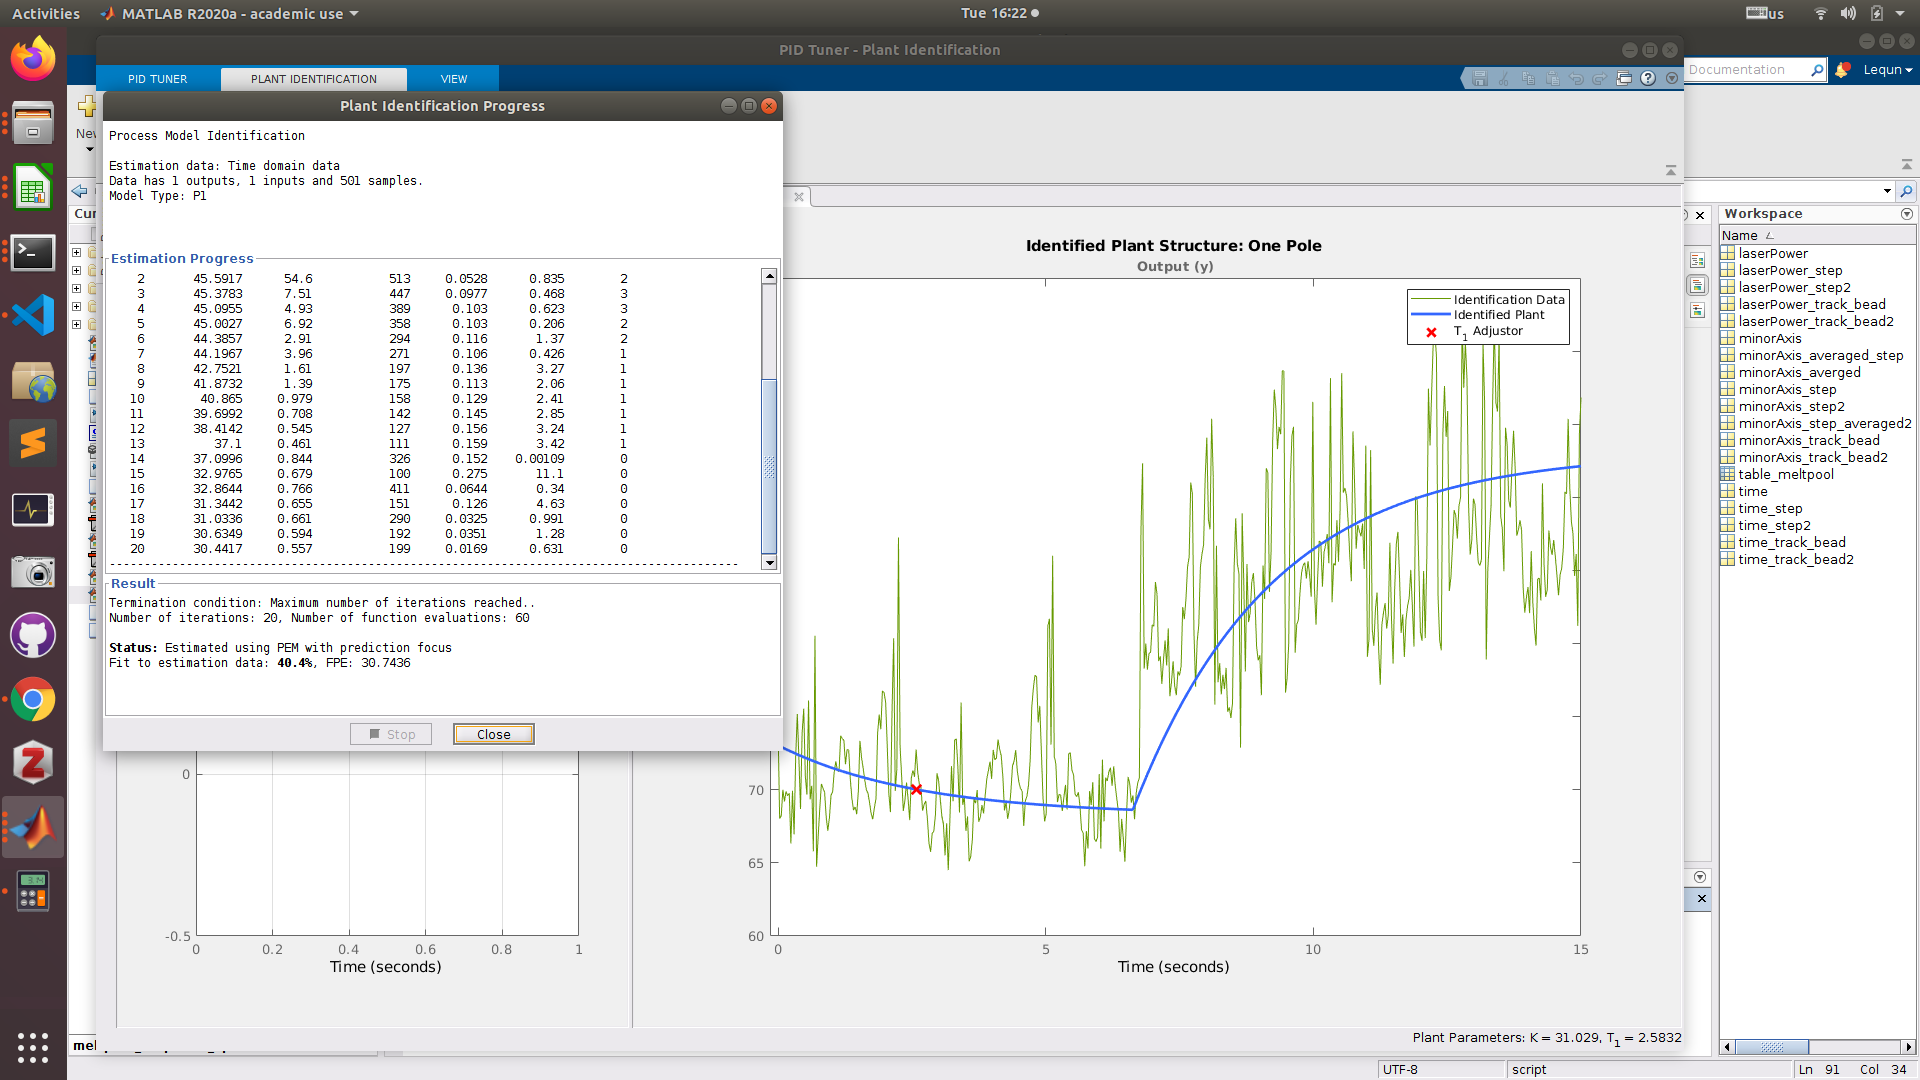 Activities
MATLAB R2020a - academic use
Tue 16:22
us
PID Tuner - Plant Identification
PID TUNER
PLANT IDENTIFICATION
VIEW
Documentation
Lequn
New
Plant Identification Progress
Process Model Identification
Estimation data: Time domain data
Data has 1 outputs, 1 inputs and 501 samples.
Model Type: P1
Estimation Progress
2 45.5917 54.6 513 0.0528 0.835 2
3 45.3783 7.51 447 0.0977 0.468 3
4 45.0955 4.93 389 0.103 0.623 3
5 45.0027 6.92 358 0.103 0.206 2
6 44.3857 2.91 294 0.116 1.37 2
7 44.1967 3.96 271 0.106 0.426 1
8 42.7521 1.61 197 0.136 3.27 1
9 41.8732 1.39 175 0.113 2.06 1
10 40.865 0.979 158 0.129 2.41 1
11 39.6992 0.708 142 0.145 2.85 1
12 38.4142 0.545 127 0.156 3.24 1
13 37.1 0.461 111 0.159 3.42 1
14 37.0996 0.844 326 0.152 0.00109 0
15 32.9765 0.679 100 0.275 11.1 0
16 32.8644 0.766 411 0.0644 0.34 0
17 31.3442 0.655 151 0.126 4.63 0
18 31.0336 0.661 290 0.0325 0.991 0
19 30.6349 0.594 192 0.0351 1.28 0
20 30.4417 0.557 199 0.0169 0.631 0
------------------------------------------------------------------------------------------
Result
Termination condition: Maximum number of iterations reached..
Number of iterations: 20, Number of function evaluations: 60
Status: Estimated using PEM with prediction focus
Fit to estimation data: 40.4%, FPE: 30.7436
Stop
Close
0
-0.5
0 0.2 0.4 0.6 0.8 1
Time (seconds)
Identified Plant Structure: One Pole
Output (y)
Identification Data
Identified Plant
T1 Adjustor
70
65
60
0 5 10 15
Time (seconds)
Plant Parameters: K = 31.029, T1 = 2.5832
Workspace
Name
laserPower
laserPower_step
laserPower_step2
laserPower_track_bead
laserPower_track_bead2
minorAxis
minorAxis_averaged_step
minorAxis_averged
minorAxis_step
minorAxis_step2
minorAxis_step_averaged2
minorAxis_track_bead
minorAxis_track_bead2
table_meltpool
time
time_step
time_step2
time_track_bead
time_track_bead2
UTF-8
script
Ln 91 Col 34